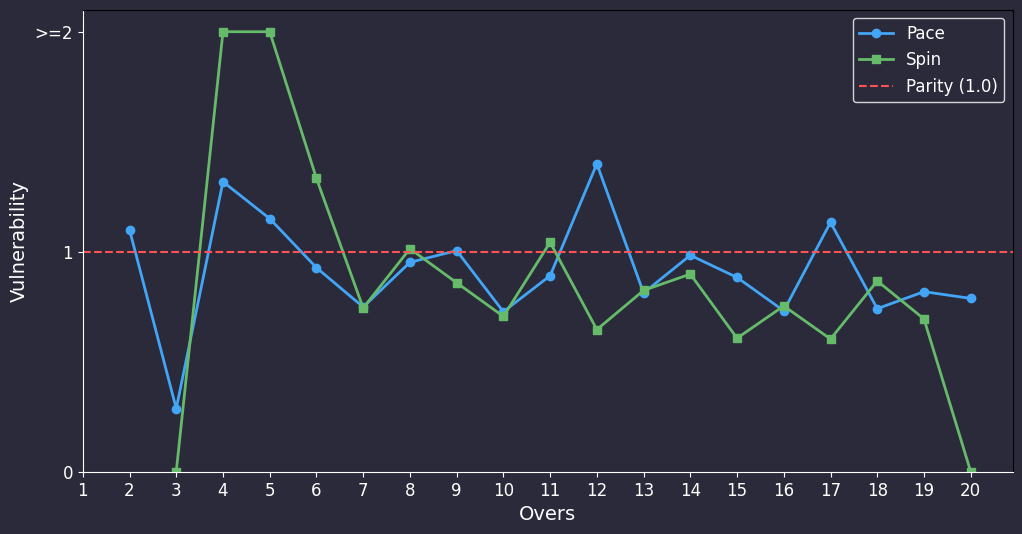 >=2
1
0
Vulnerability
1 2 3 4 5 6 7 8 9 10 11 12 13 14 15 16 17 18 19 20
Overs
Pace
Spin
Parity (1.0)